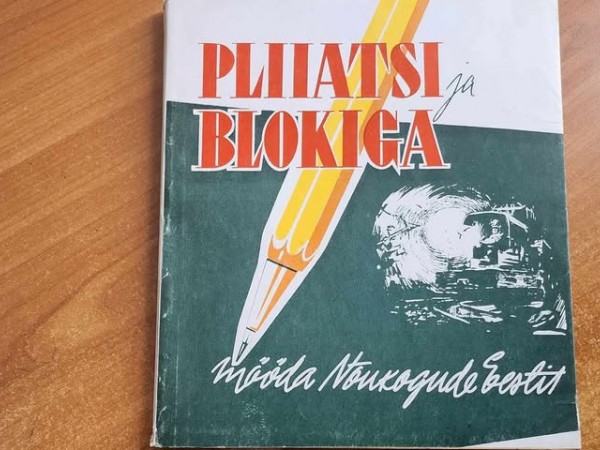 PLIIATSI ja
BLOKIGA
mööda Nõukogude Eestit